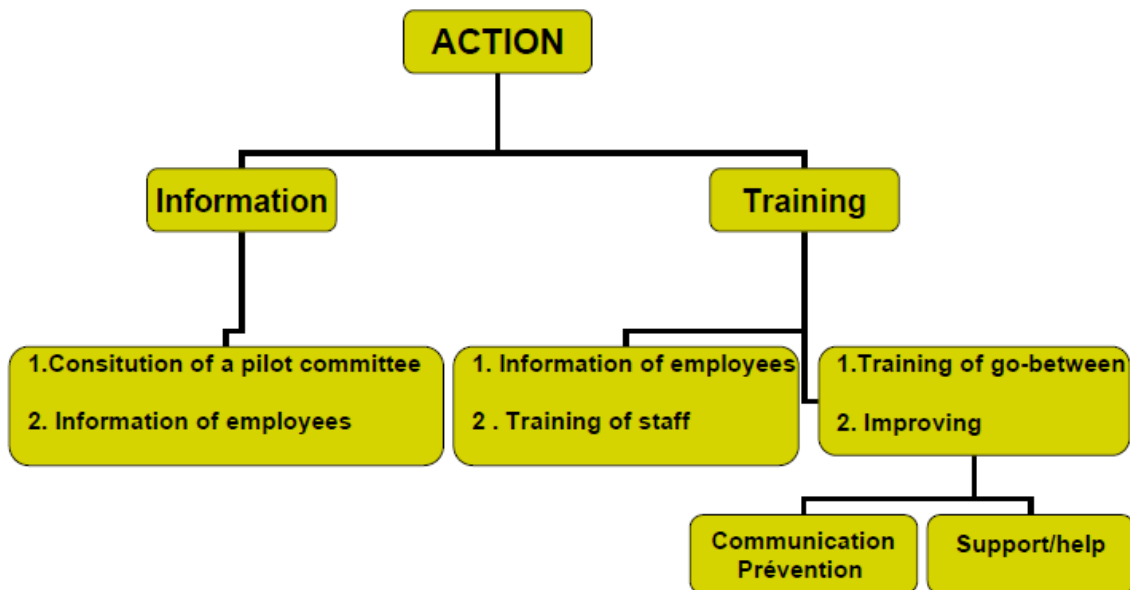 ACTION
Information
Training
1.Consitution of a pilot committee
2. Information of employees
1. Information of employees
2 . Training of staff
1.Training of go-between
2. Improving
Communication
Prévention
Support/help